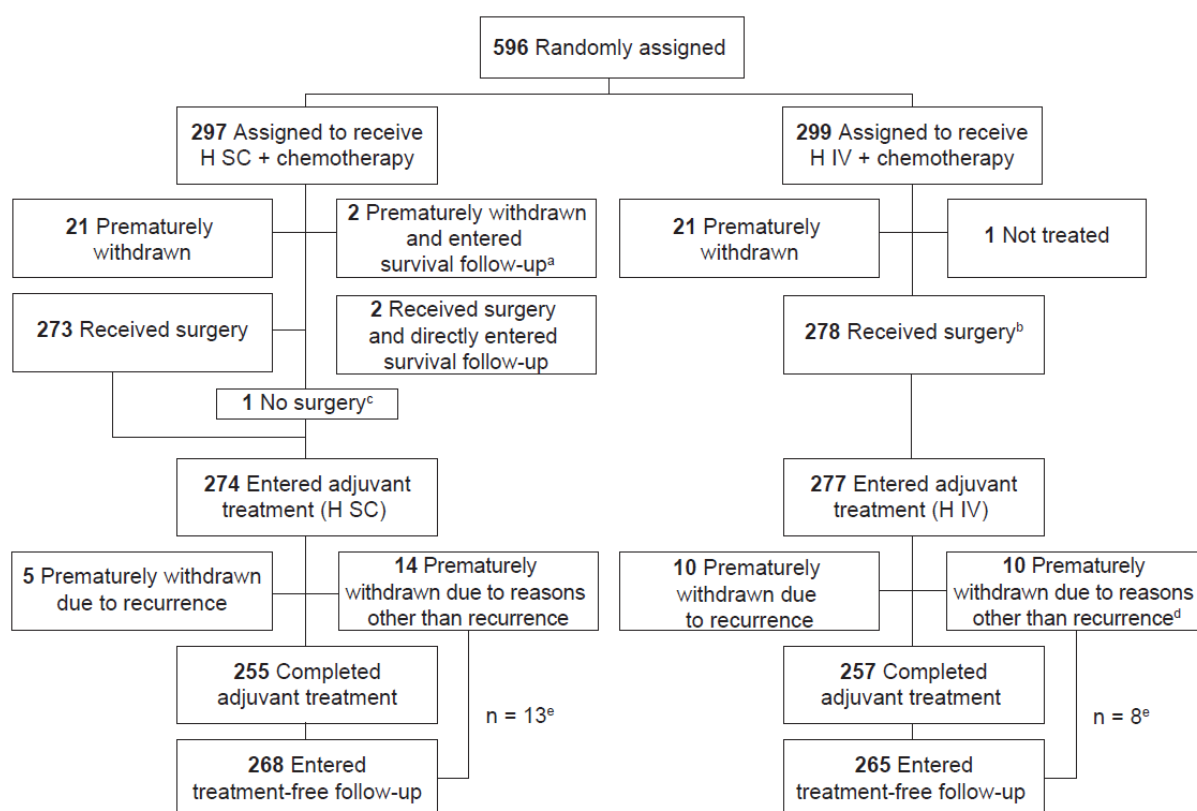 596 Randomly assigned
297 Assigned to receive
H SC + chemotherapy
299 Assigned to receive
H IV + chemotherapy
21 Prematurely
withdrawn
2 Prematurely withdrawn
and entered
survival follow-upᵃ
21 Prematurely
withdrawn
1 Not treated
273 Received surgery
2 Received surgery
and directly entered
survival follow-up
278 Received surgeryᵇ
1 No surgeryᶜ
274 Entered adjuvant
treatment (H SC)
277 Entered adjuvant
treatment (H IV)
5 Prematurely withdrawn
due to recurrence
14 Prematurely
withdrawn due to reasons
other than recurrence
10 Prematurely
withdrawn due
to recurrence
10 Prematurely
withdrawn due to reasons
other than recurrenceᵈ
255 Completed
adjuvant treatment
n = 13ᵉ
257 Completed
adjuvant treatment
n = 8ᵉ
268 Entered
treatment-free follow-up
265 Entered
treatment-free follow-up